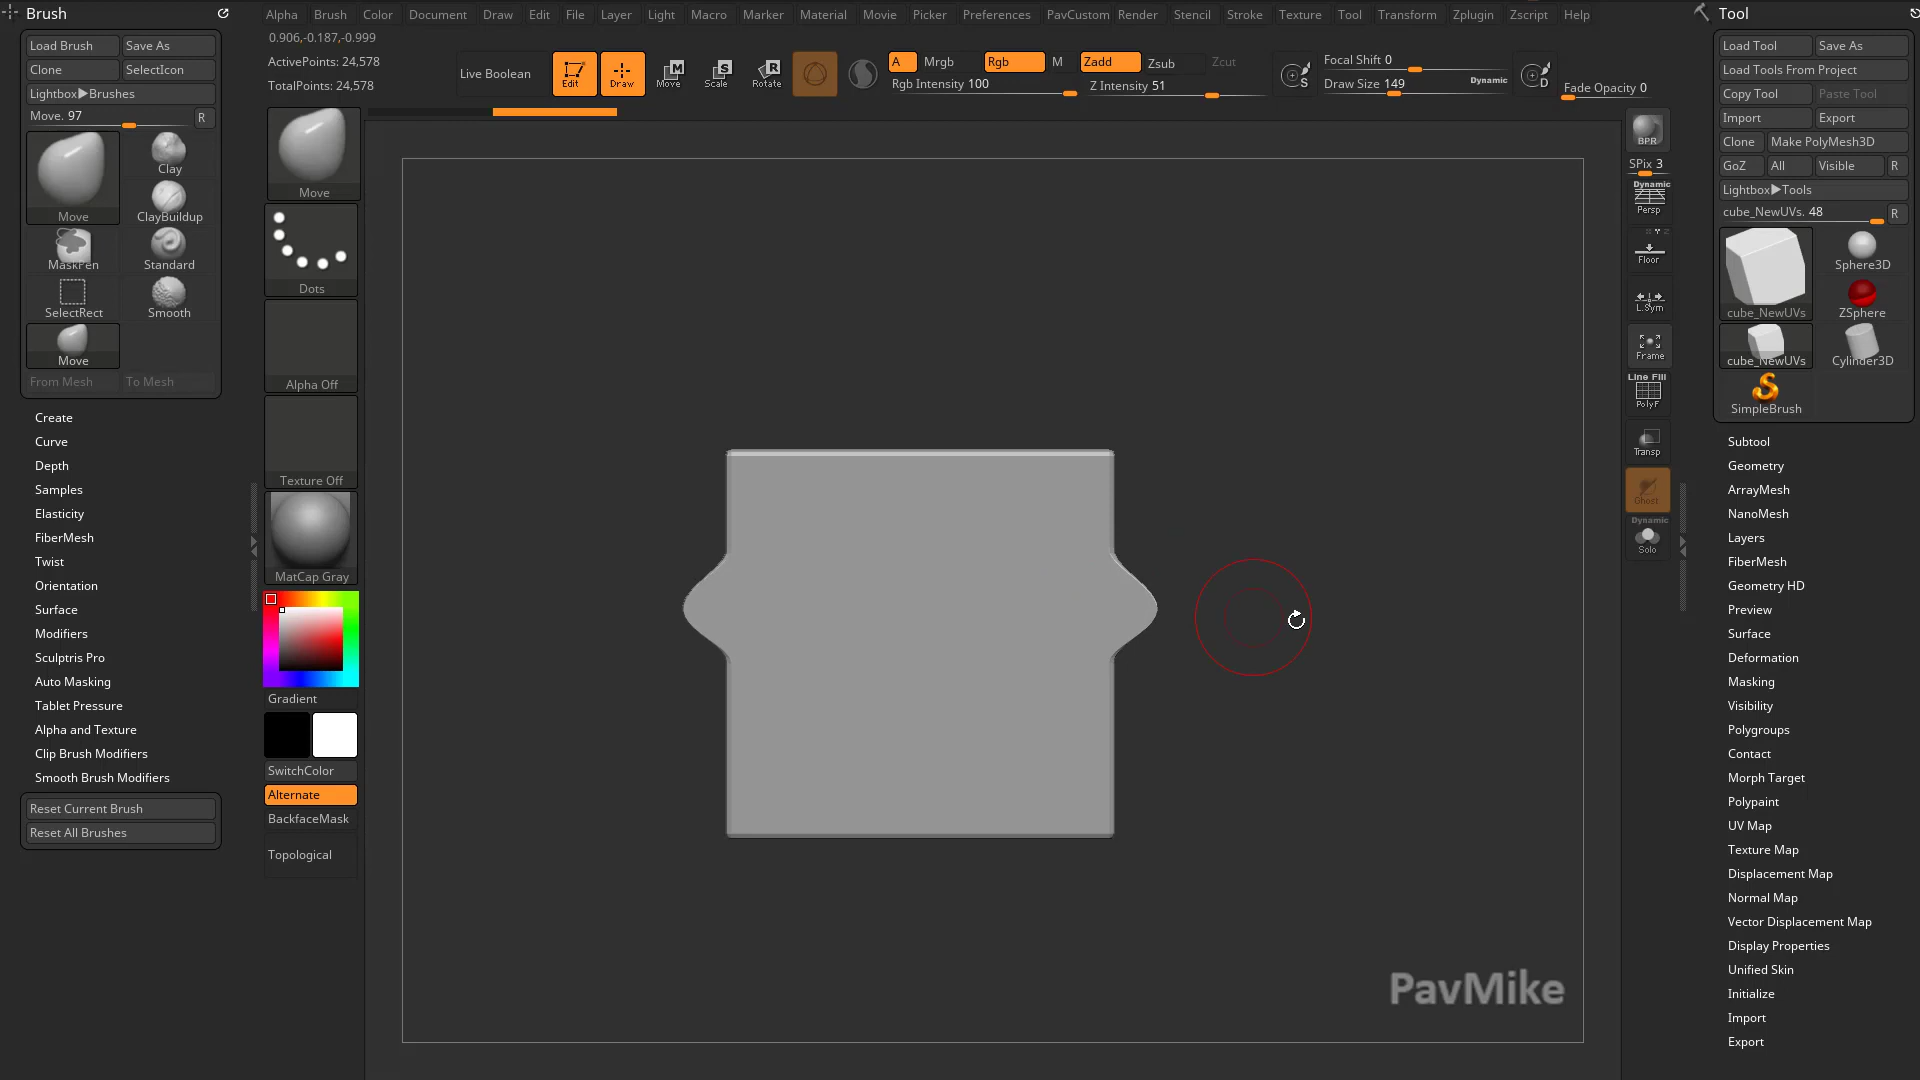 Brush
Alpha Brush Color Document Draw Edit File Layer Light Macro Marker Material Movie Picker Preferences PavCustom Render Stencil Stroke Texture Tool Transform Zplugin Zscript Help
Tool
Load Brush Save As
Clone SelectIcon
Lightbox▶Brushes
Move. 97 R
Move
Clay
ClayBuildup
MaskPen
Standard
SelectRect
Smooth
Move
From Mesh To Mesh
Create
Curve
Depth
Samples
Elasticity
FiberMesh
Twist
Orientation
Surface
Modifiers
Sculptris Pro
Auto Masking
Tablet Pressure
Alpha and Texture
Clip Brush Modifiers
Smooth Brush Modifiers
Reset Current Brush
Reset All Brushes
0.906,-0.187,-0.999
ActivePoints: 24,578
TotalPoints: 24,578
Live Boolean
Edit
Draw
M
Move
S
Scale
R
Rotate
A Mrgb Rgb M Zadd Zsub Zcut
Rgb Intensity 100 Z Intensity 51
S
Focal Shift 0
Draw Size 149 Dynamic
D
Fade Opacity 0
Move
Dots
Alpha Off
Texture Off
MatCap Gray
Gradient
SwitchColor
Alternate
BackfaceMask
Topological
PavMike
BPR
SPix 3
Dynamic
Persp
Floor
L.Sym
Frame
Line Fill
PolyF
Transp
Ghost
Dynamic
Solo
Load Tool Save As
Load Tools From Project
Copy Tool Paste Tool
Import Export
Clone Make PolyMesh3D
GoZ All Visible R
Lightbox▶Tools
cube_NewUVs. 48 R
cube_NewUVs
Sphere3D
ZSphere
cube_NewUVs
Cylinder3D
SimpleBrush
Subtool
Geometry
ArrayMesh
NanoMesh
Layers
FiberMesh
Geometry HD
Preview
Surface
Deformation
Masking
Visibility
Polygroups
Contact
Morph Target
Polypaint
UV Map
Texture Map
Displacement Map
Normal Map
Vector Displacement Map
Display Properties
Unified Skin
Initialize
Import
Export